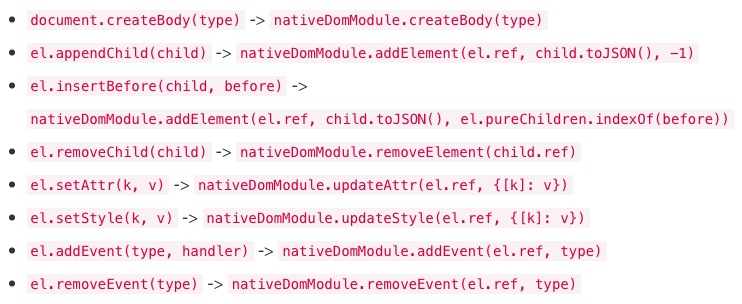 • document.createBody(type) -> nativeDomModule.createBody(type)
• el.appendChild(child) -> nativeDomModule.addElement(el.ref, child.toJSON(), -1)
• el.insertBefore(child, before) ->
nativeDomModule.addElement(el.ref, child.toJSON(), el.pureChildren.indexOf(before))
• el.removeChild(child) -> nativeDomModule.removeElement(child.ref)
• el.setAttr(k, v) -> nativeDomModule.updateAttr(el.ref, {[k]: v})
• el.setStyle(k, v) -> nativeDomModule.updateStyle(el.ref, {[k]: v})
• el.addEvent(type, handler) -> nativeDomModule.addEvent(el.ref, type)
• el.removeEvent(type) -> nativeDomModule.removeEvent(el.ref, type)